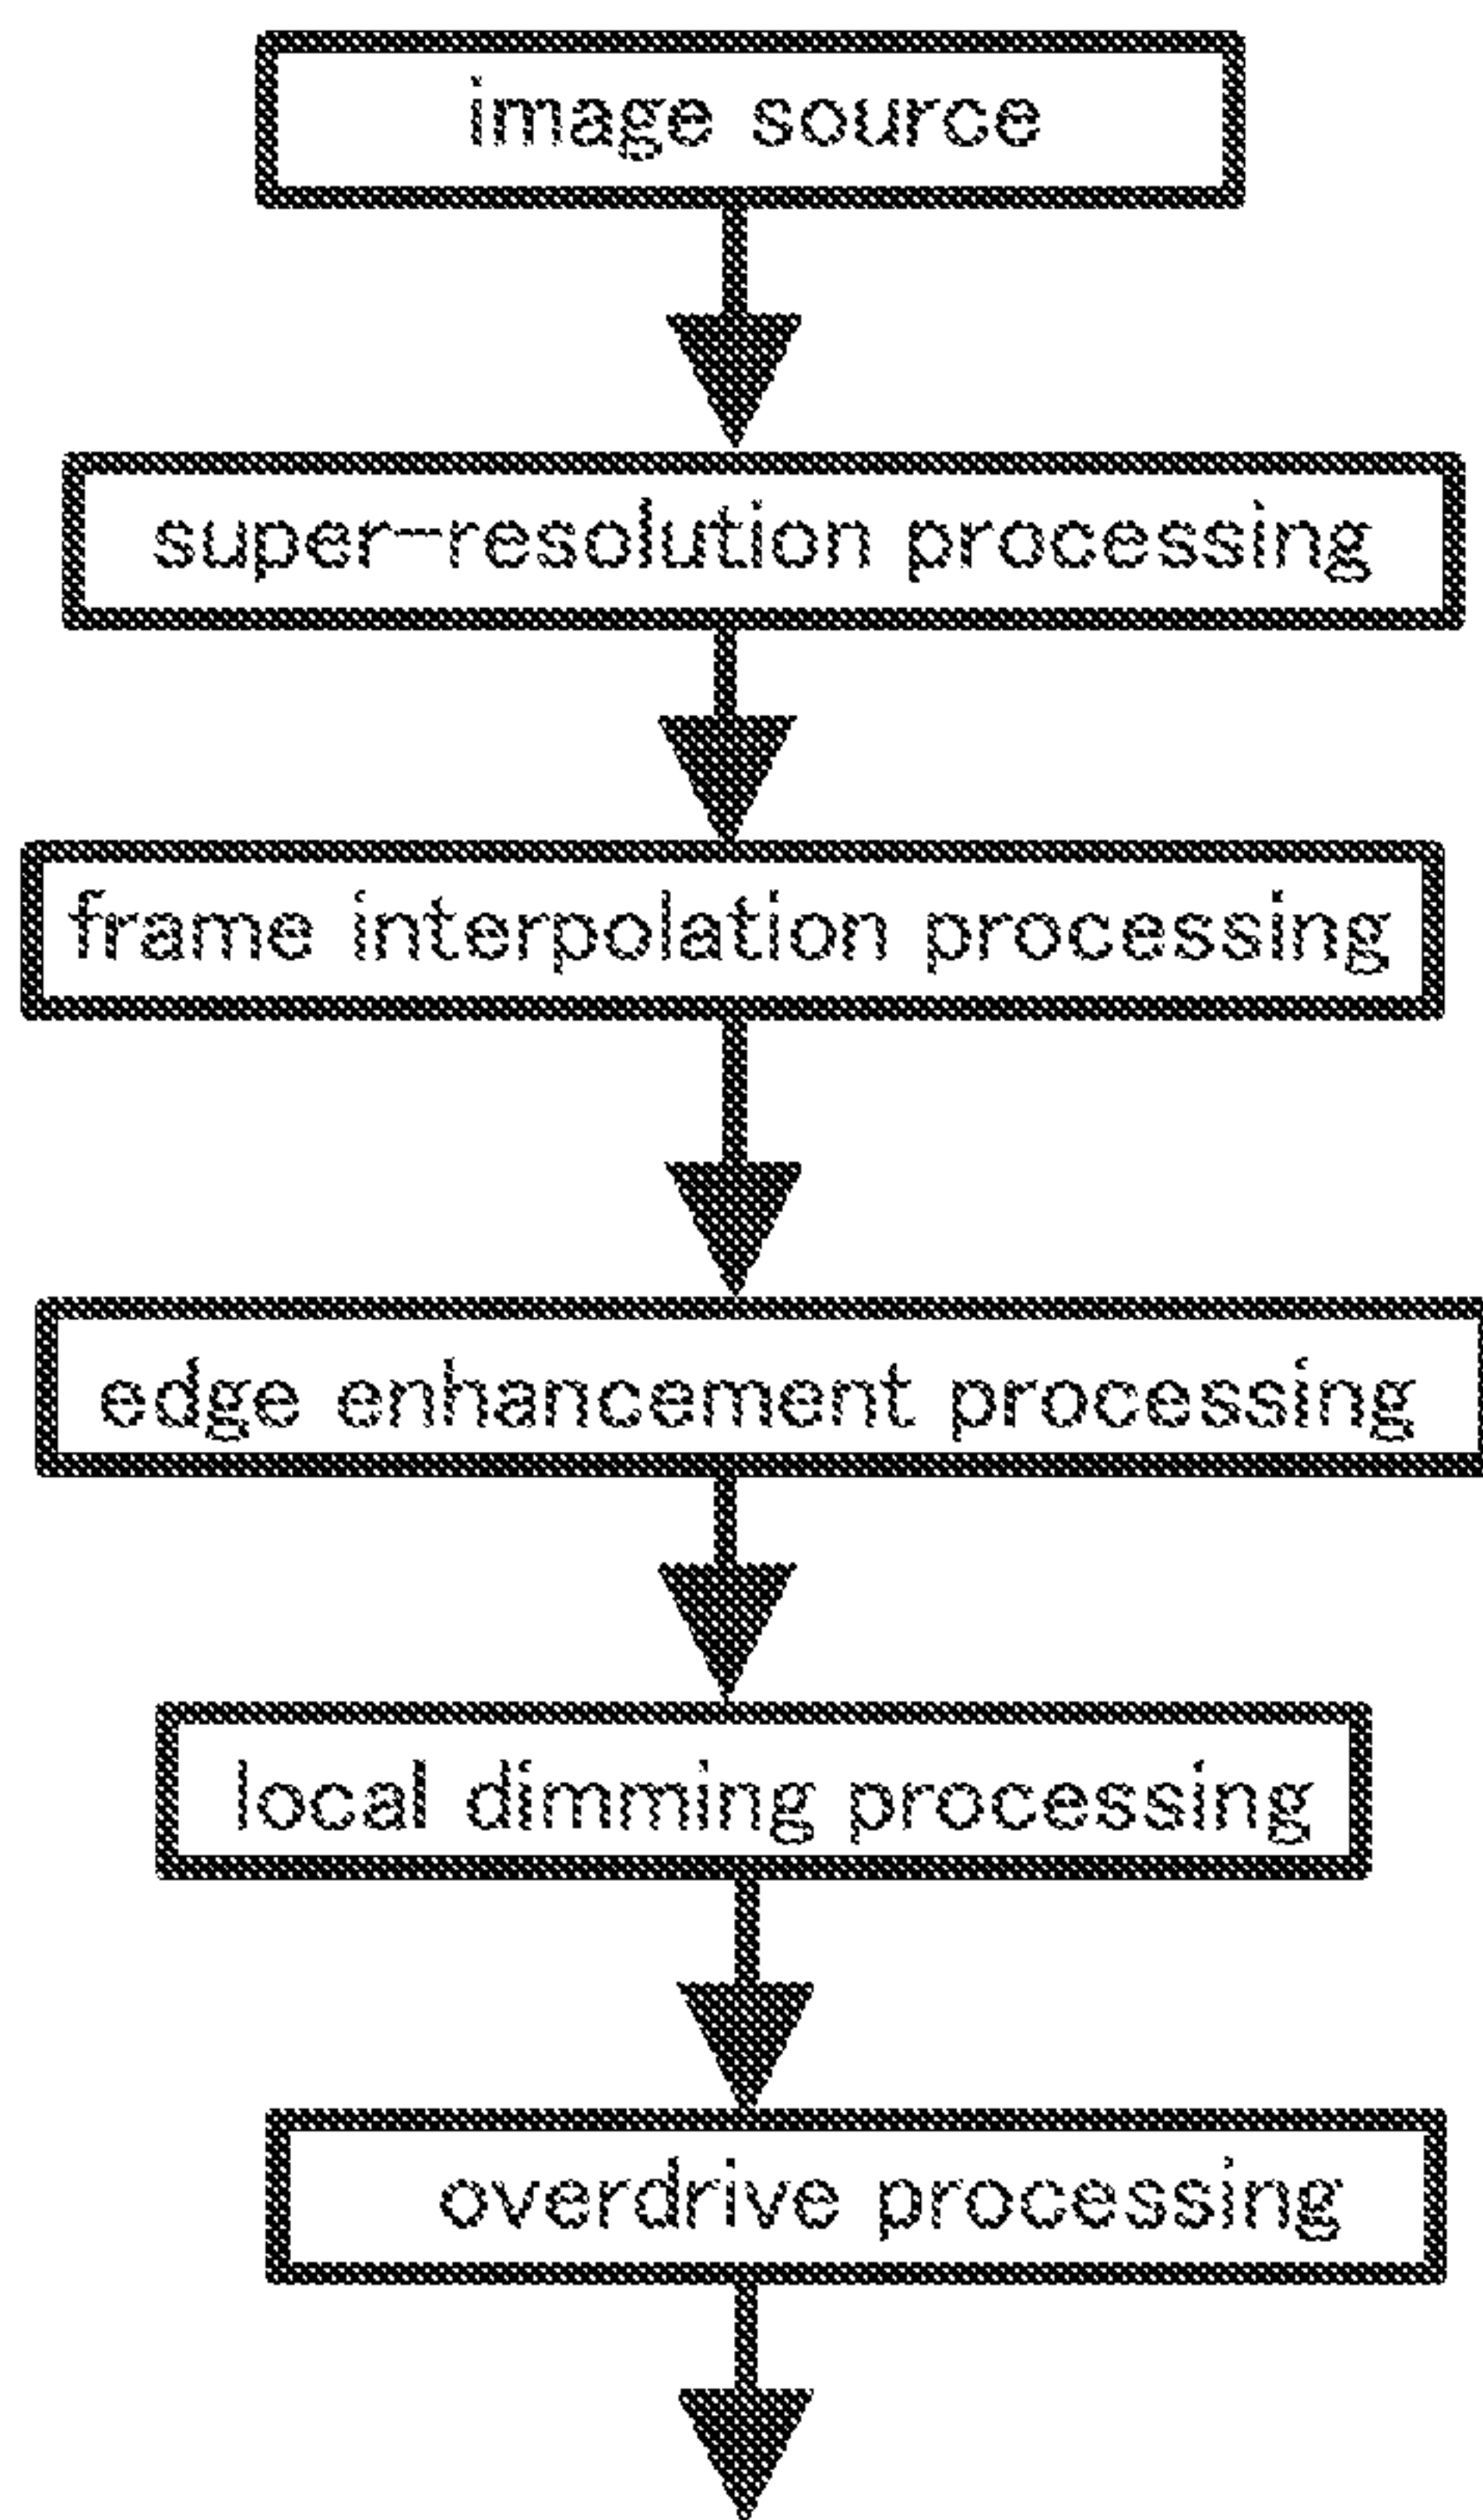 image source
super-resolution processing
frame interpolation processing
edge enhancement processing
local dimming processing
overdrive processing